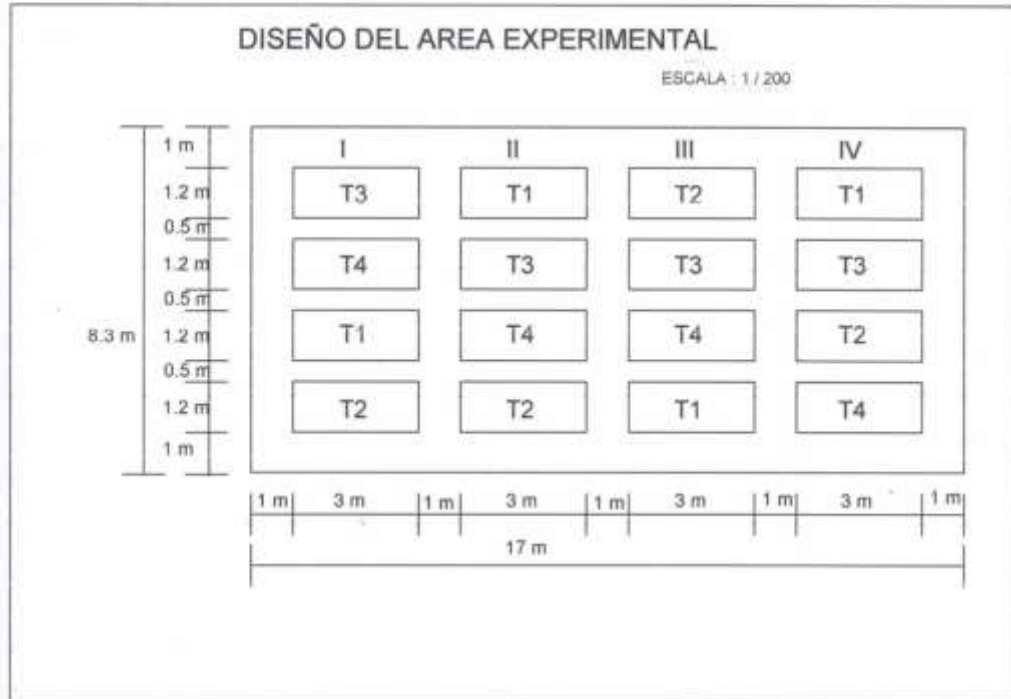 DISEÑO DEL AREA EXPERIMENTAL
ESCALA : 1 / 200
I II III IV
1 m
1.2 m T3 T1 T2 T1
0.5 m
1.2 m T4 T3 T3 T3
0.5 m
8.3 m 1.2 m T1 T4 T4 T2
0.5 m
1.2 m T2 T2 T1 T4
1 m
1 m 3 m 1 m 3 m 1 m 3 m 1 m 3 m 1 m
17 m